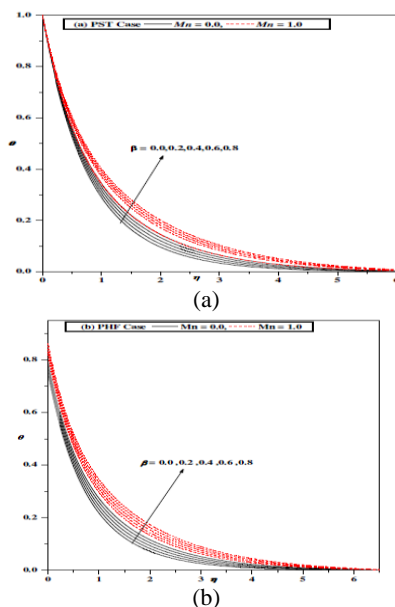 (a) PST Case Mn = 0.0, Mn = 1.0
1.0
0.8
0.6
θ
0.4
0.2
0.0
β = 0.0,0.2,0.4,0.6,0.8
0 1 2 3 4 5 6
η
(a)
(b) PHF Case Mn = 0.0, Mn = 1.0
0.8
0.6
θ
0.4
0.2
0.0
β = 0.0 ,0.2 ,0.4 ,0.6 ,0.8
0 1 2 3 4 5 6
η
(b)